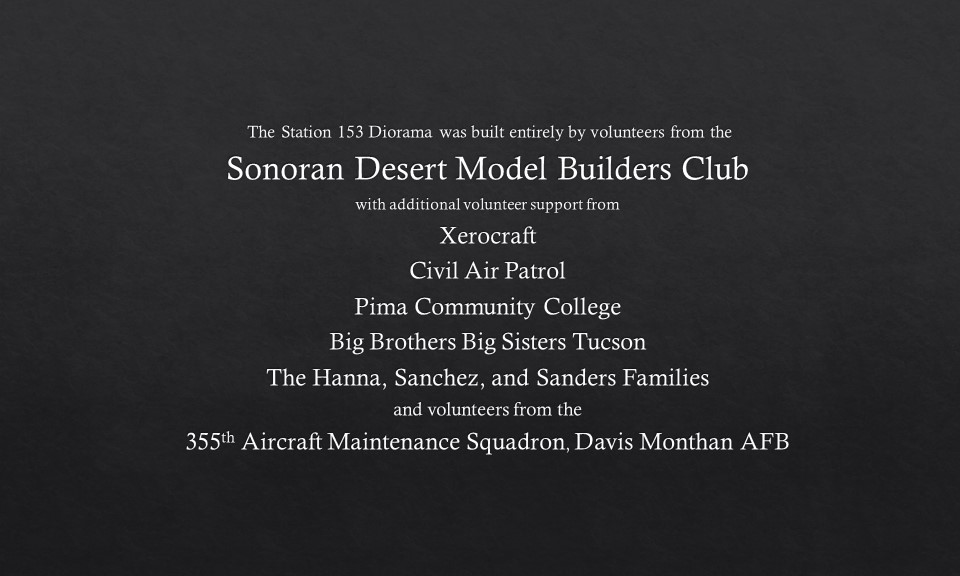 The Station 153 Diorama was built entirely by volunteers from the
Sonoran Desert Model Builders Club
with additional volunteer support from
Xerocraft
Civil Air Patrol
Pima Community College
Big Brothers Big Sisters Tucson
The Hanna, Sanchez, and Sanders Families
and volunteers from the
355th Aircraft Maintenance Squadron, Davis Monthan AFB